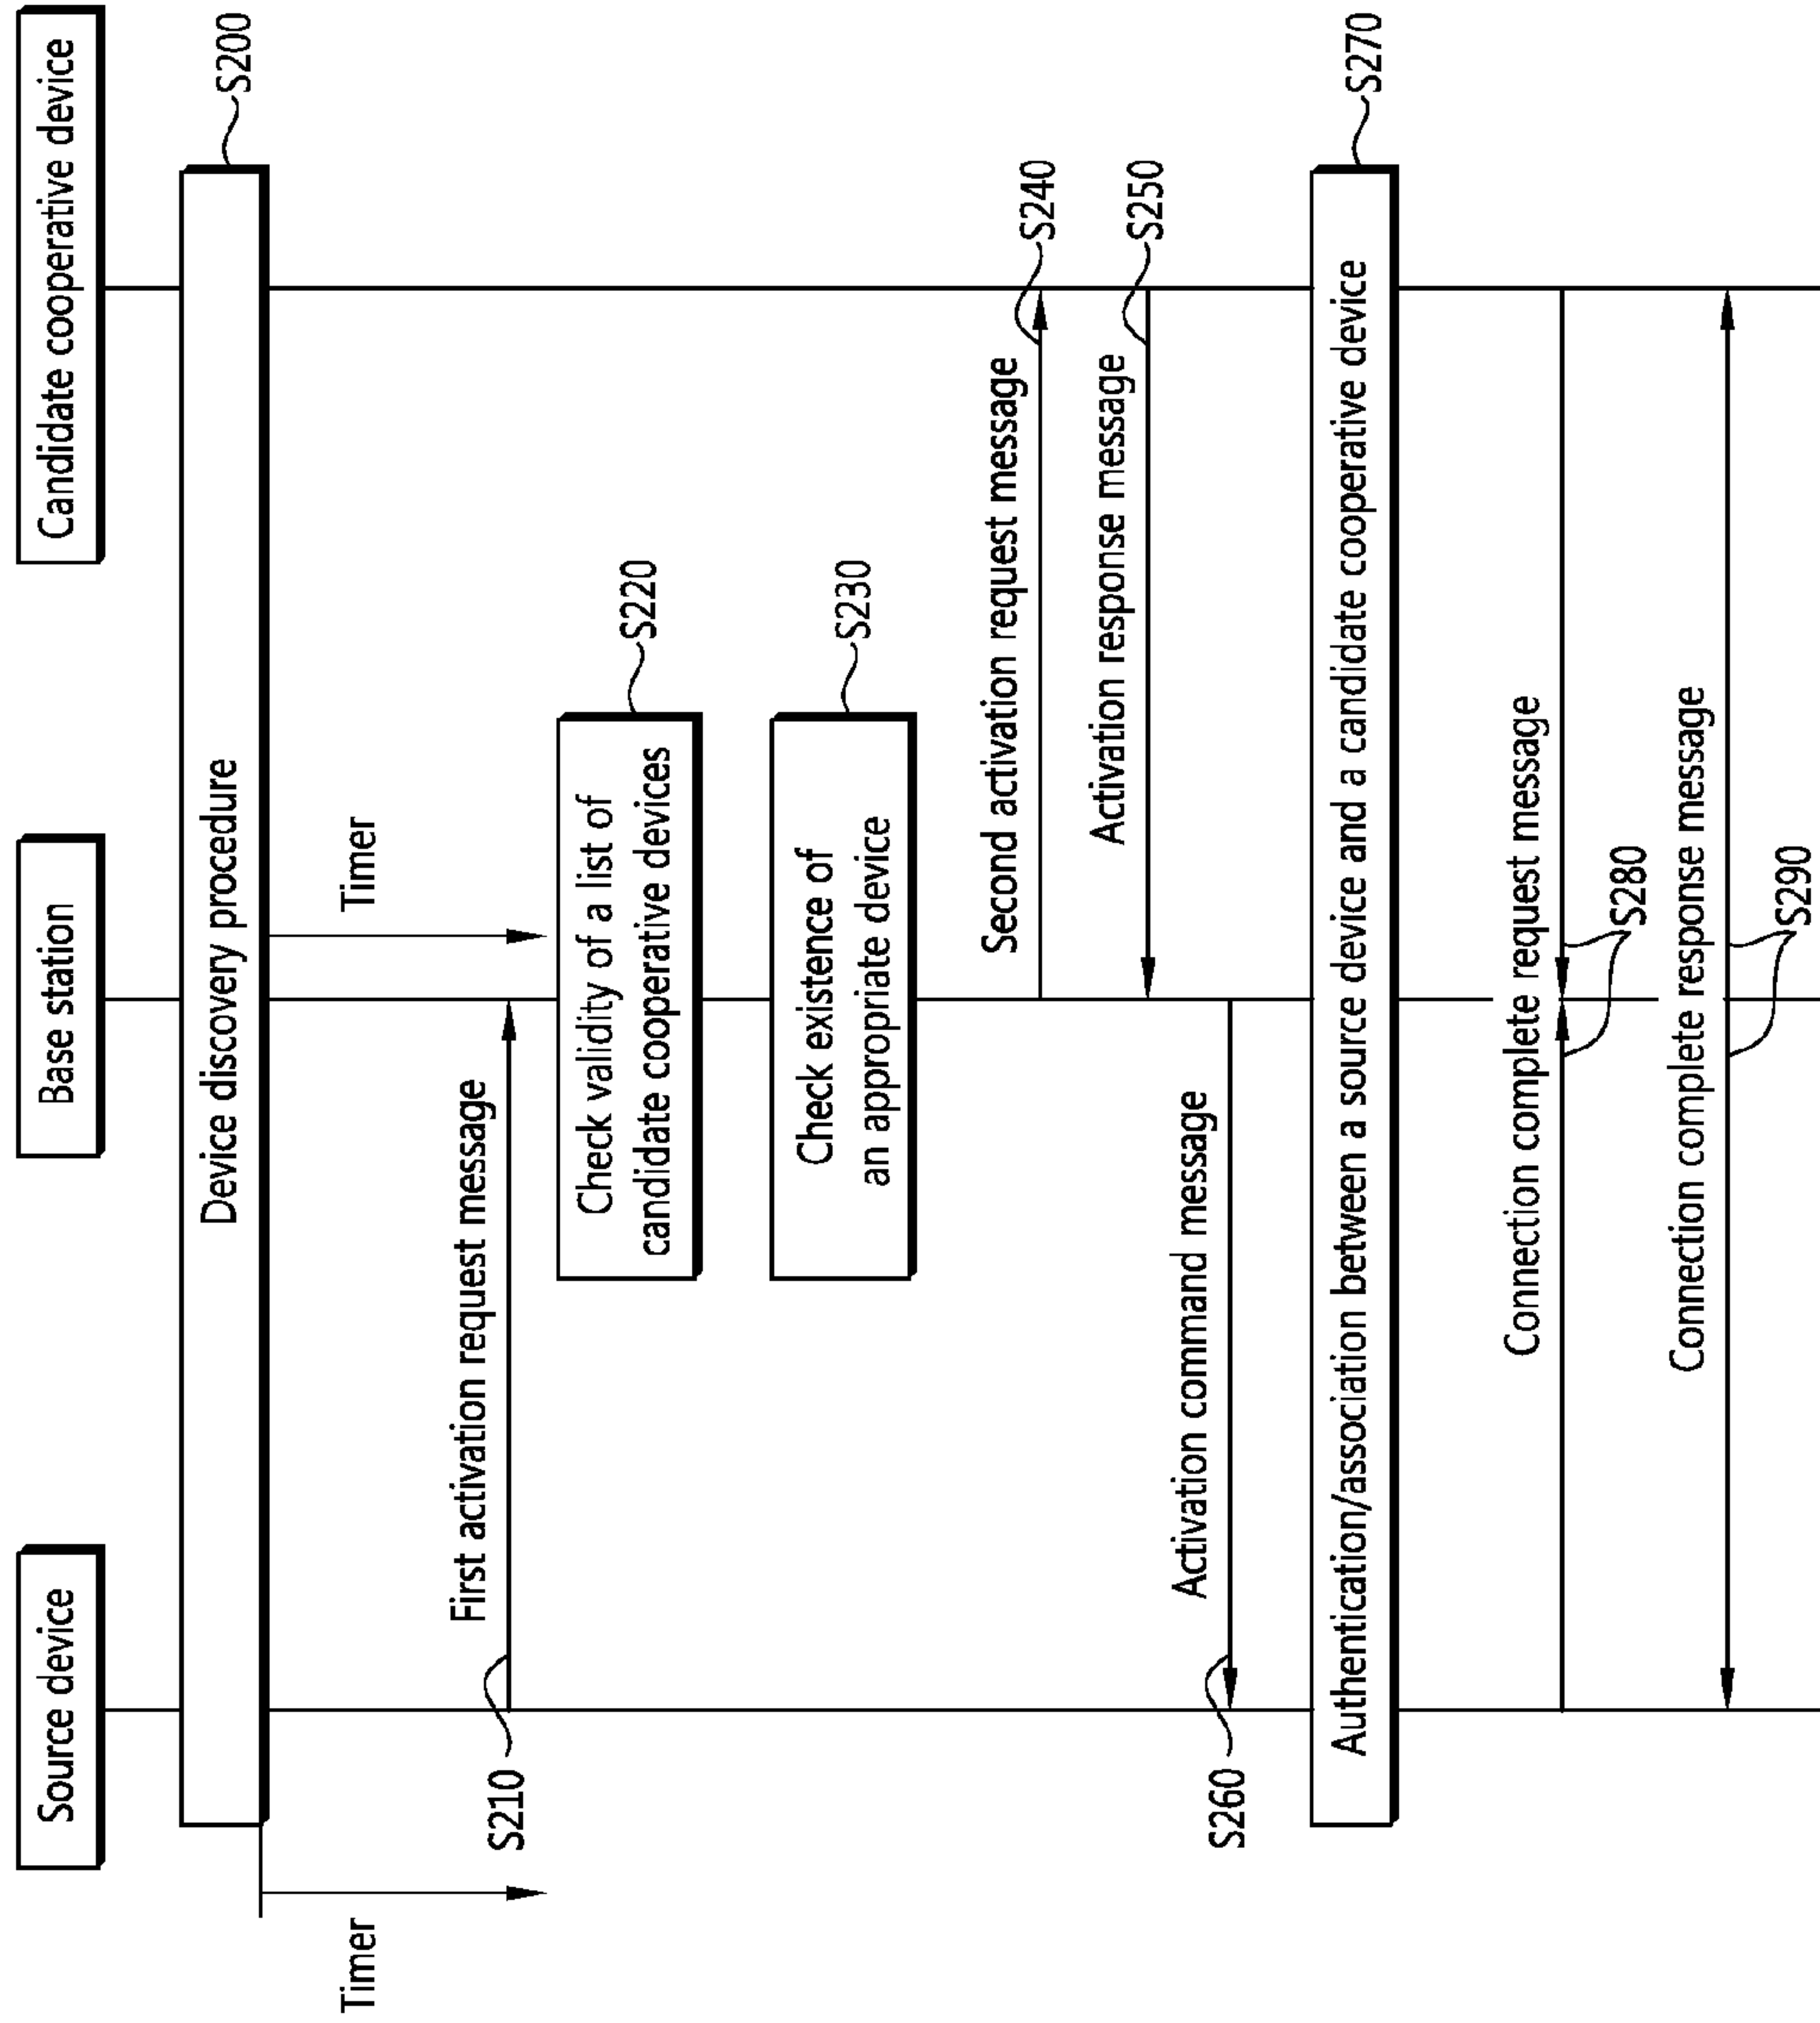 Source device
Base station
Candidate cooperative device
Device discovery procedure
S200
Timer
Timer
First activation request message
S210
Check validity of a list of
candidate cooperative devices
S220
Check existence of
an appropriate device
S230
Second activation request message
S240
Activation response message
S250
Activation command message
S260
Authentication/association between a source device and a candidate cooperative device
S270
Connection complete request message
S280
Connection complete response message
S290